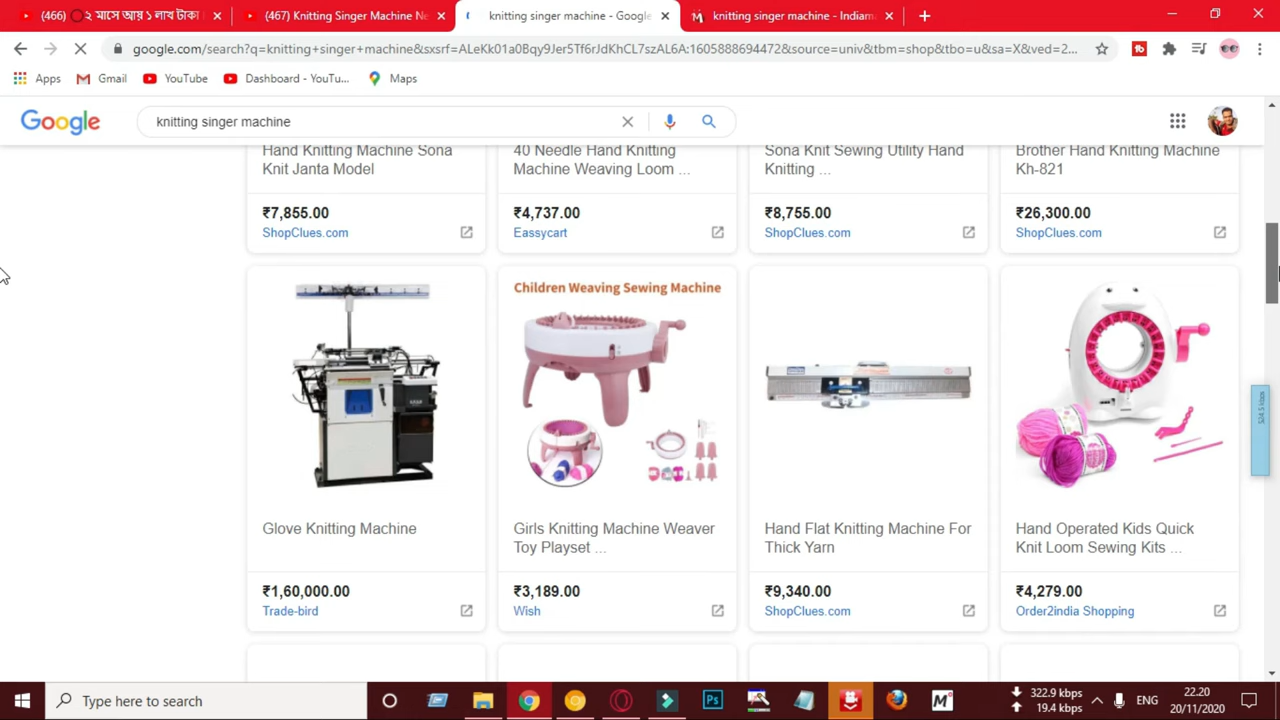 (466) ⭕২ মাসে আয় ১ লাখ টাকা
(467) Knitting Singer Machine Ne
knitting singer machine - Google
knitting singer machine - Indiama
google.com/search?q=knitting+singer+machine&sxsrf=ALeKk01a0Bqy9Jer5Tf6rJdKhCL7szAL6A:1605888694472&source=univ&tbm=shop&tbo=u&sa=X&ved=2...
Apps Gmail YouTube Dashboard - YouTu... Maps
Google
knitting singer machine
Hand Knitting Machine Sona
Knit Janta Model
₹7,855.00
ShopClues.com
40 Needle Hand Knitting
Machine Weaving Loom ...
₹4,737.00
Eassycart
Sona Knit Sewing Utility Hand
Knitting ...
₹8,755.00
ShopClues.com
Brother Hand Knitting Machine
Kh-821
₹26,300.00
ShopClues.com
Glove Knitting Machine
₹1,60,000.00
Trade-bird
Children Weaving Sewing Machine
Girls Knitting Machine Weaver
Toy Playset ...
₹3,189.00
Wish
Hand Flat Knitting Machine For
Thick Yarn
₹9,340.00
ShopClues.com
Hand Operated Kids Quick
Knit Loom Sewing Kits ...
₹4,279.00
Order2india Shopping
Type here to search
Ps
322.9 kbps
19.4 kbps
ENG
22.20
20/11/2020